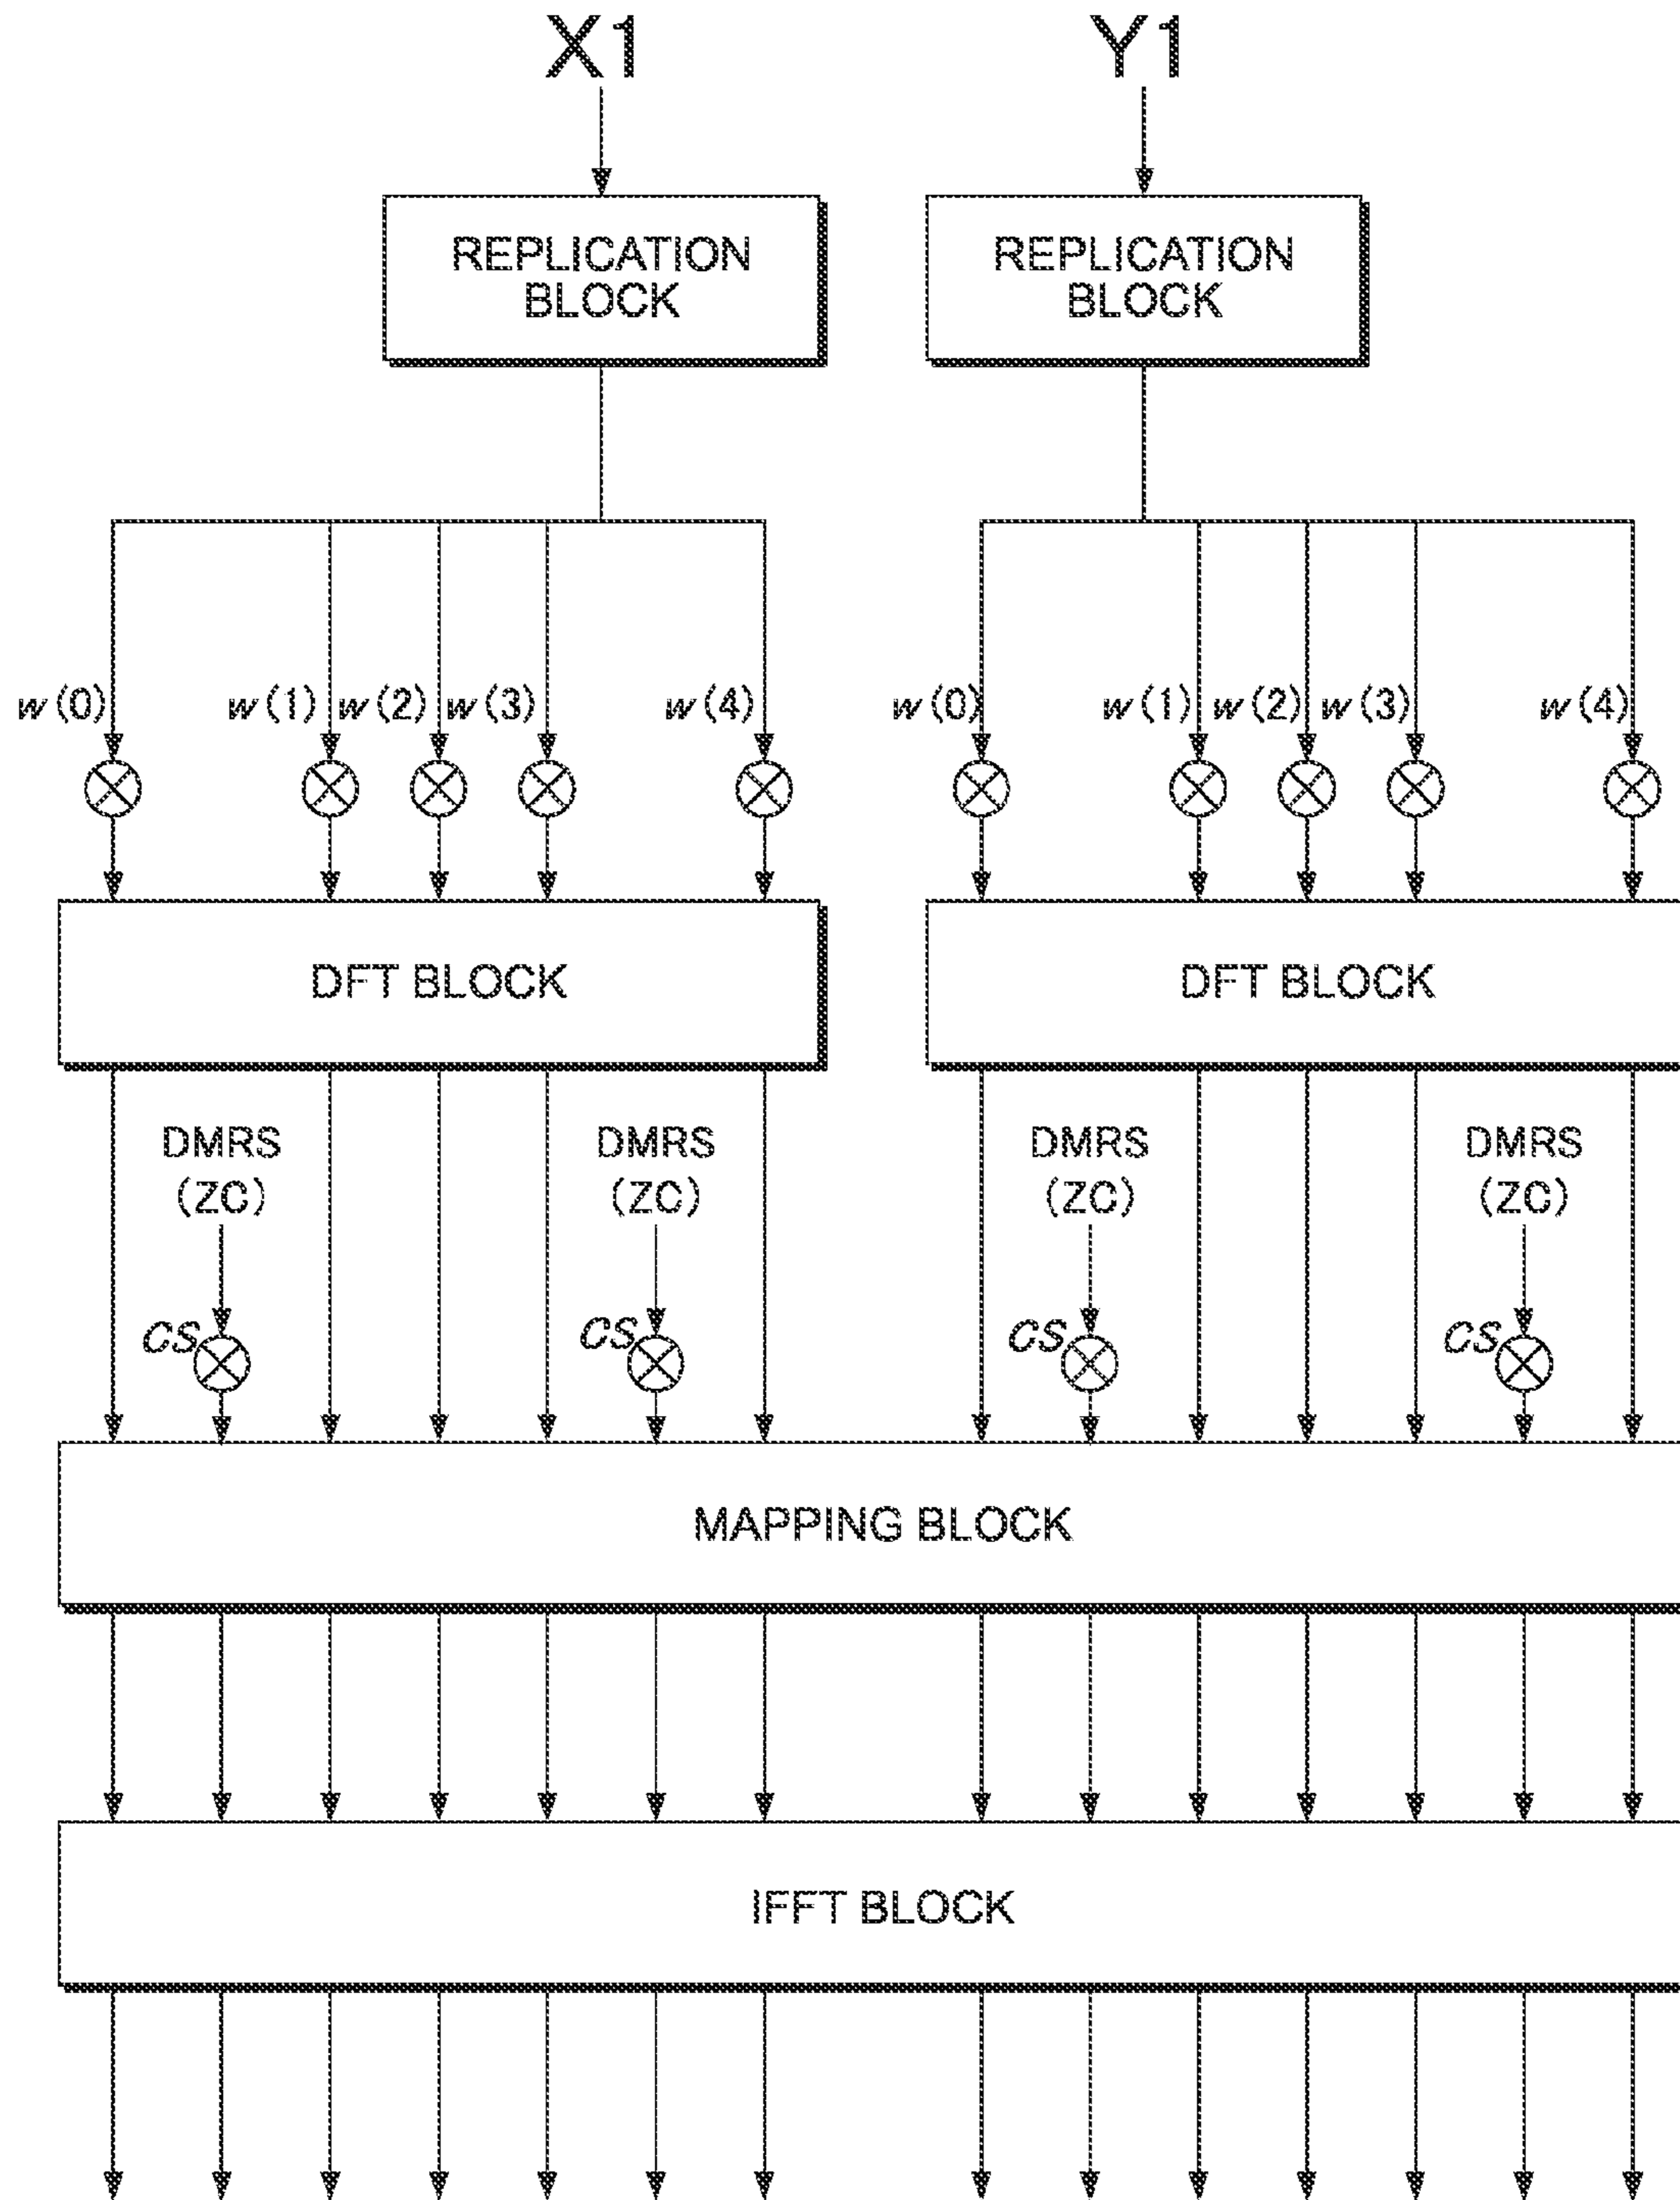 X1 Y1
REPLICATION BLOCK REPLICATION BLOCK
w(0) w(1) w(2) w(3) w(4) w(0) w(1) w(2) w(3) w(4)
DFT BLOCK DFT BLOCK
DMRS DMRS DMRS DMRS
(ZC) (ZC) (ZC) (ZC)
CS CS CS CS
MAPPING BLOCK
IFFT BLOCK